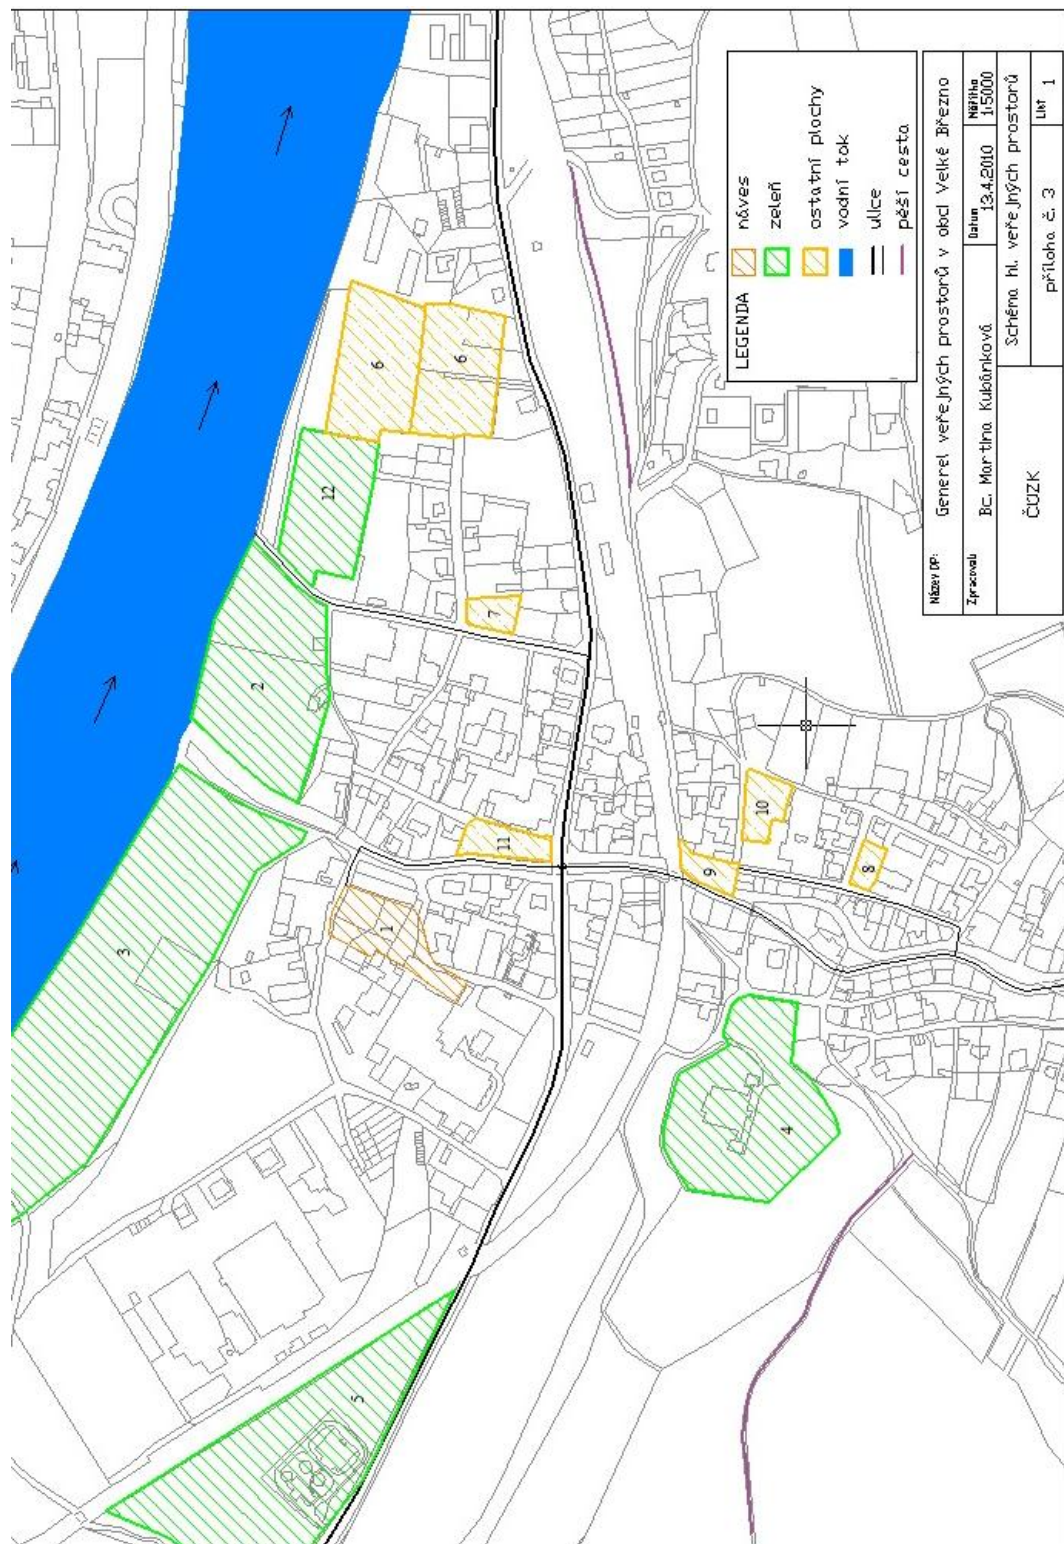 LEGENDA
náves
zeleň
ostatní plochy
vodní tok
ulice
pěší cesta
Název DP: Generel veřejných prostorů v obci Velké Březno
Zpracoval Bc. Martina Kubánková
Datum 13.4.2010
Měřítko 1:5000
ČUZK
Schéma hl. veřejných prostorů
příloha č. 3
List 1
5
3
4
1
2
11
9
8
10
7
12
6
6